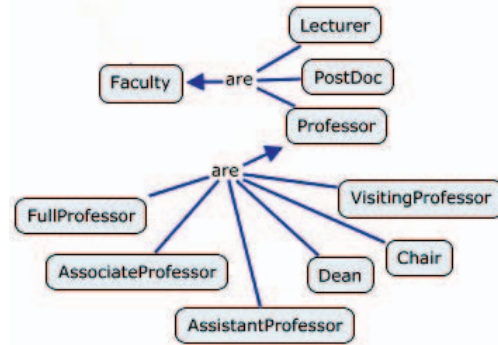 Lecturer
Faculty
are
PostDoc
Professor
are
VisitingProfessor
FullProfessor
Chair
AssociateProfessor
Dean
AssistantProfessor